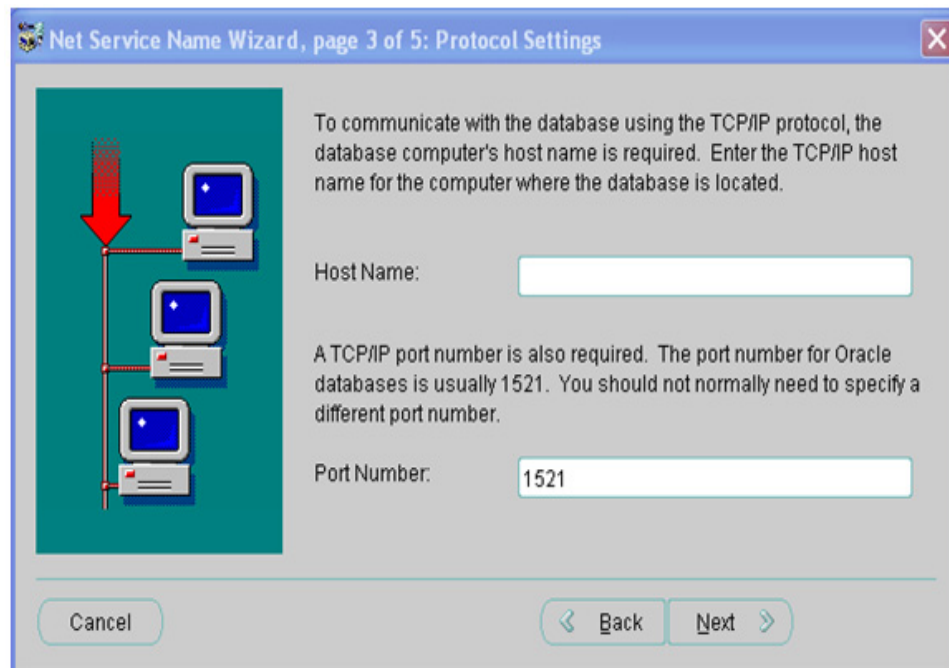 Net Service Name Wizard, page 3 of 5: Protocol Settings
To communicate with the database using the TCP/IP protocol, the
database computer's host name is required. Enter the TCP/IP host
name for the computer where the database is located.
Host Name:
A TCP/IP port number is also required. The port number for Oracle
databases is usually 1521. You should not normally need to specify a
different port number.
Port Number:
1521
Cancel
Back
Next